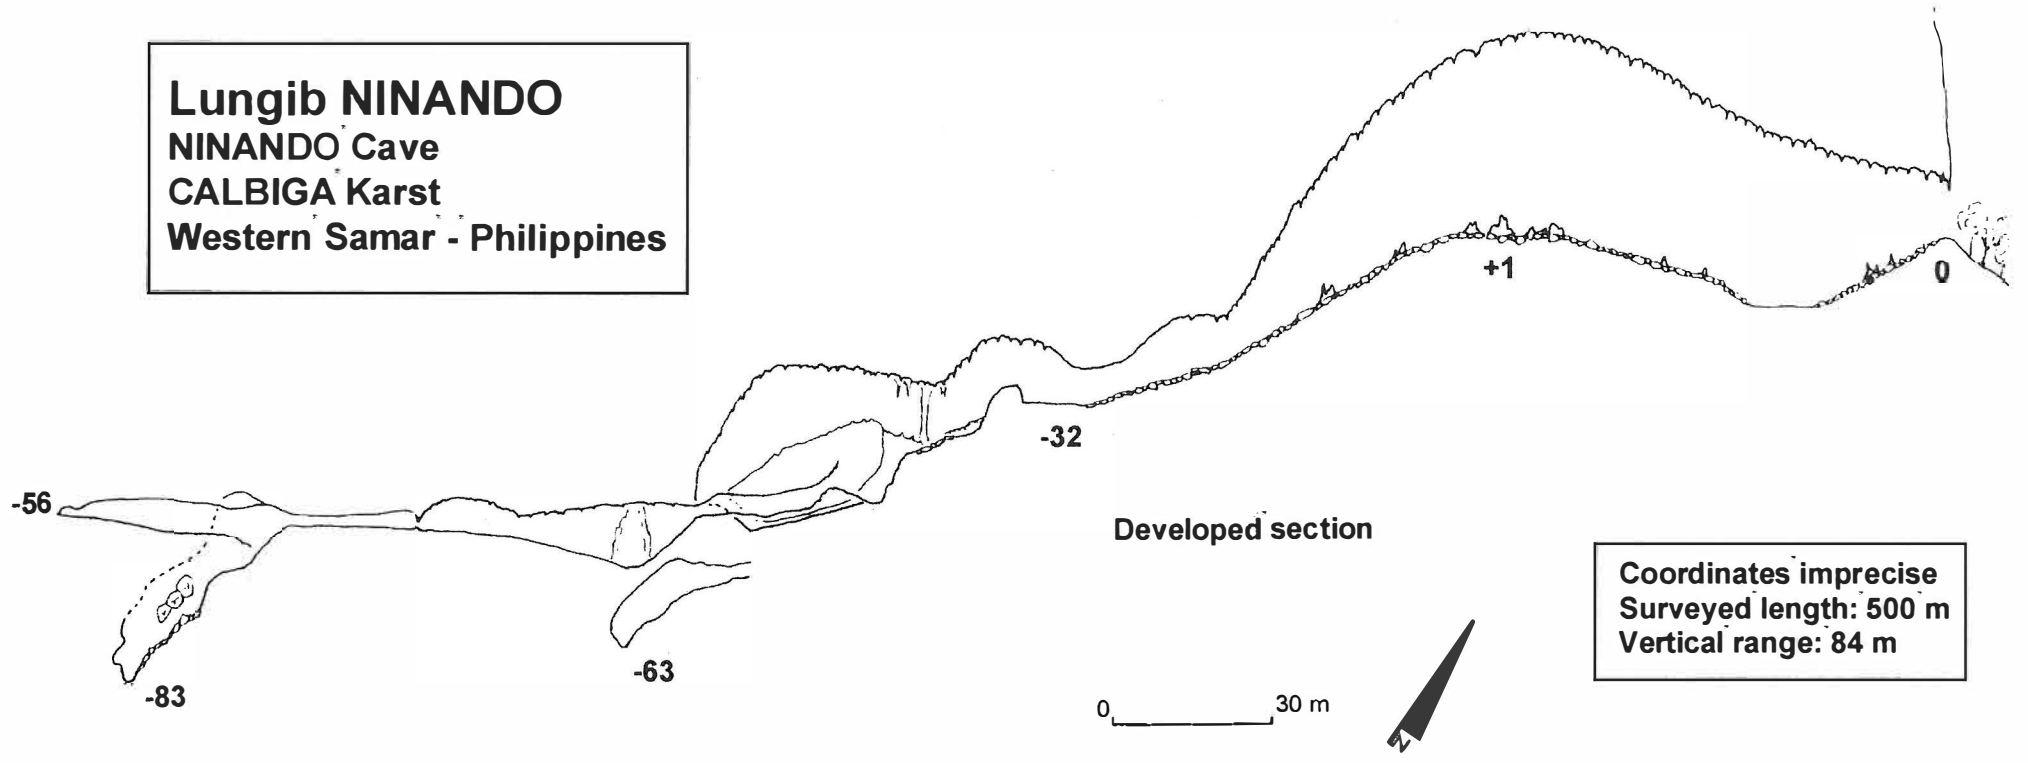 Lungib NINANDO
NINANDO Cave
CALBIGA Karst
Western Samar - Philippines
+1
0
-32
-56
Developed section
Coordinates imprecise
Surveyed length: 500 m
Vertical range: 84 m
-63
-83
0 30 m
N